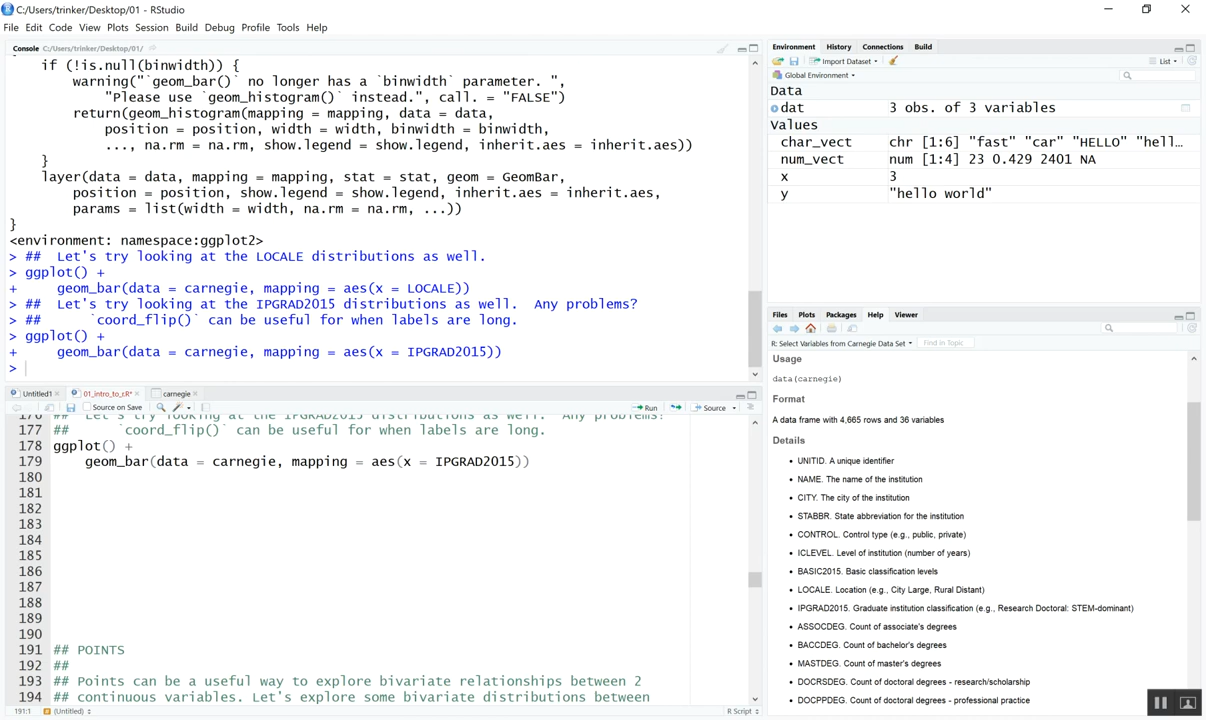 C:/Users/trinker/Desktop/01 - RStudio
File Edit Code View Plots Session Build Debug Profile Tools Help
Console C:/Users/trinker/Desktop/01/
if (!is.null(binwidth)) {
warning("`geom_bar()` no longer has a `binwidth` parameter. ",
"Please use `geom_histogram()` instead.", call. = "FALSE")
return(geom_histogram(mapping = mapping, data = data,
position = position, width = width, binwidth = binwidth,
..., na.rm = na.rm, show.legend = show.legend, inherit.aes = inherit.aes))
}
layer(data = data, mapping = mapping, stat = stat, geom = GeomBar,
position = position, show.legend = show.legend, inherit.aes = inherit.aes,
params = list(width = width, na.rm = na.rm, ...))
}
<environment: namespace:ggplot2>
> ## Let's try looking at the LOCALE distributions as well.
> ggplot() +
+ geom_bar(data = carnegie, mapping = aes(x = LOCALE))
> ## Let's try looking at the IPGRAD2015 distributions as well. Any problems?
> ## `coord_flip()` can be useful for when labels are long.
> ggplot() +
+ geom_bar(data = carnegie, mapping = aes(x = IPGRAD2015))
>
Untitled1 01_intro_to_r.R* carnegie
Source on Save Run Source
176 ## Let's try looking at the IPGRAD2015 distributions as well. Any problems?
177 ## `coord_flip()` can be useful for when labels are long.
178 ggplot() +
179 geom_bar(data = carnegie, mapping = aes(x = IPGRAD2015))
180
181
182
183
184
185
186
187
188
189
190
191 ## POINTS
192 ##
193 ## Points can be a useful way to explore bivariate relationships between 2
194 ## continuous variables. Let's explore some bivariate distributions between
191:1 (Untitled) R Script
Environment History Connections Build
Import Dataset List
Global Environment
Data
dat 3 obs. of 3 variables
Values
char_vect chr [1:6] "fast" "car" "HELLO" "hell...
num_vect num [1:4] 23 0.429 2401 NA
x 3
y "hello world"
Files Plots Packages Help Viewer
R: Select Variables from Carnegie Data Set Find in Topic
Usage
data(carnegie)
Format
A data frame with 4,665 rows and 36 variables
Details
• UNITID. A unique identifier
• NAME. The name of the institution
• CITY. The city of the institution
• STABBR. State abbreviation for the institution
• CONTROL. Control type (e.g., public, private)
• ICLEVEL. Level of institution (number of years)
• BASIC2015. Basic classification levels
• LOCALE. Location (e.g., City Large, Rural Distant)
• IPGRAD2015. Graduate institution classification (e.g., Research Doctoral: STEM-dominant)
• ASSOCDEG. Count of associate's degrees
• BACCDEG. Count of bachelor's degrees
• MASTDEG. Count of master's degrees
• DOCRSDEG. Count of doctoral degrees - research/scholarship
• DOCPPDEG. Count of doctoral degrees - professional practice